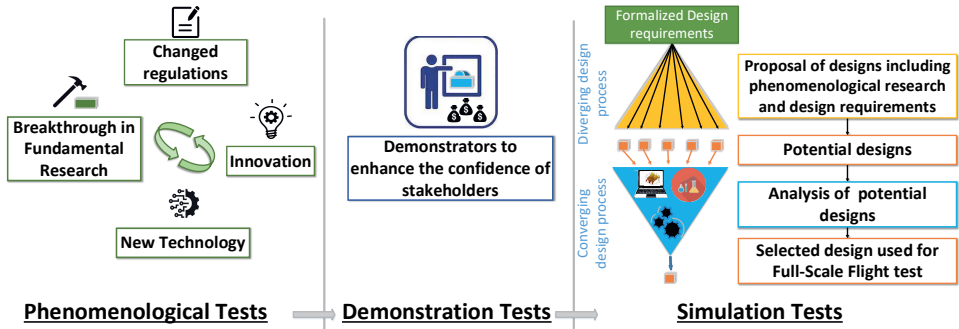 Changed
regulations
Breakthrough in
Fundamental
Research
Innovation
New Technology
Phenomenological Tests
Demonstrators to
enhance the confidence of
stakeholders
Demonstration Tests
Formalized Design
requirements
Diverging design
process
Converging
design process
Proposal of designs including
phenomenological research
and design requirements
Potential designs
Analysis of potential
designs
Selected design used for
Full-Scale Flight test
Simulation Tests